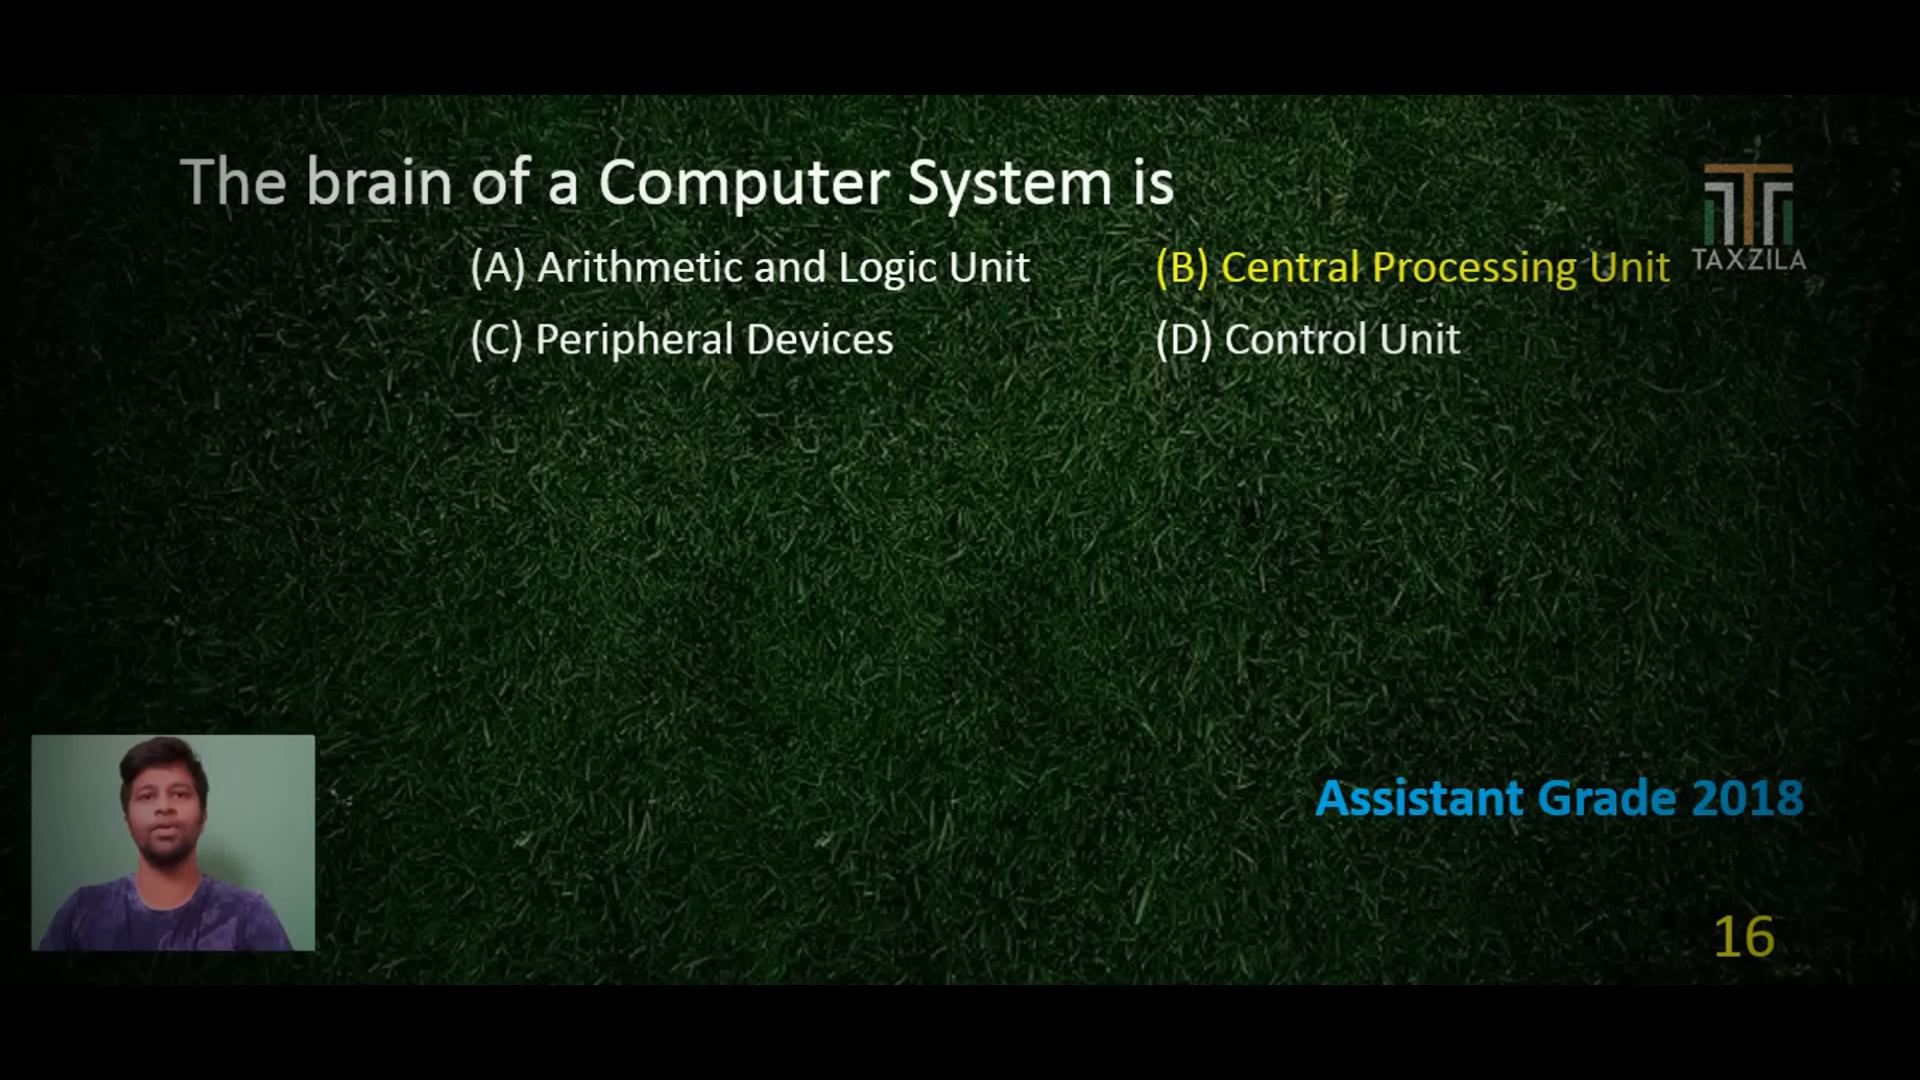 The brain of a Computer System is
(A) Arithmetic and Logic Unit (B) Central Processing Unit
(C) Peripheral Devices (D) Control Unit
TAXZILA
Assistant Grade 2018
16